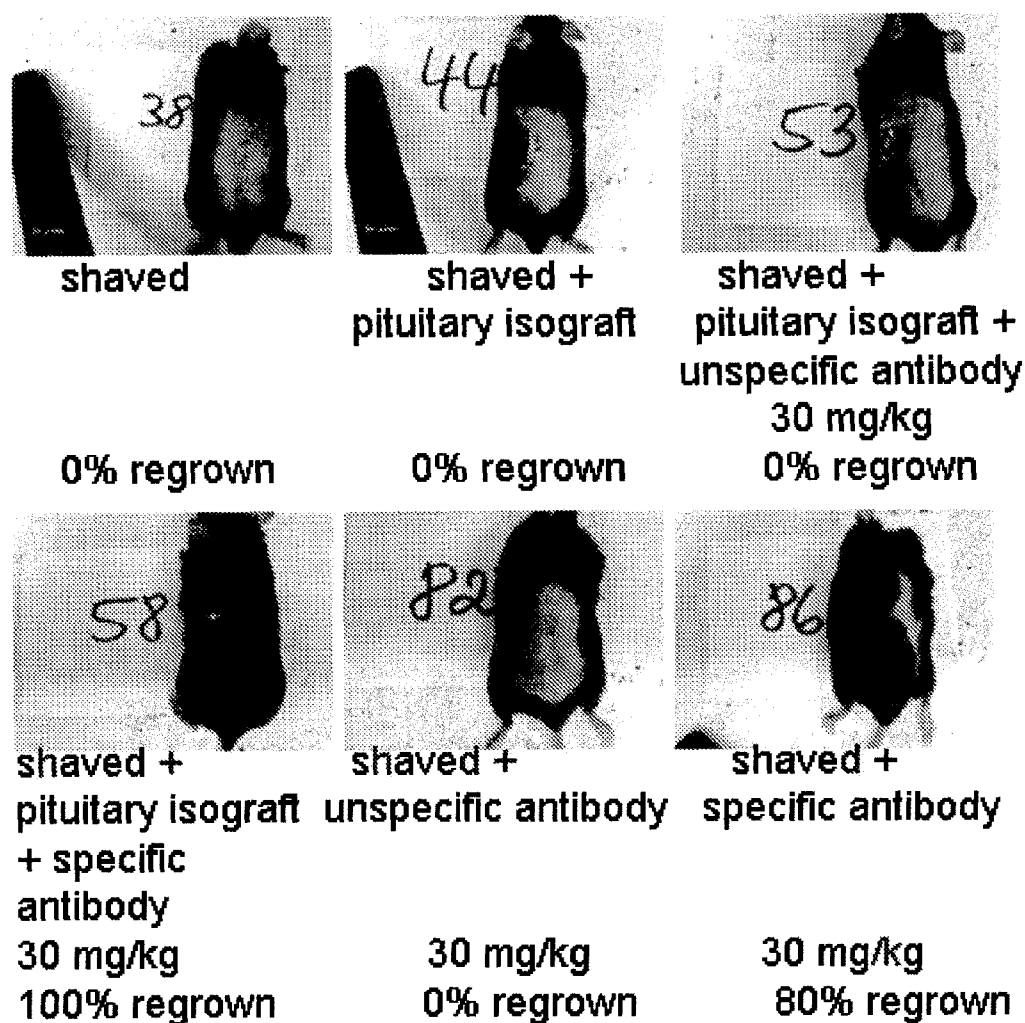 38
shaved
0% regrown
44
shaved +
pituitary isograft
0% regrown
53
shaved +
pituitary isograft +
unspecific antibody
30 mg/kg
0% regrown
58
shaved +
pituitary isograft
+ specific
antibody
30 mg/kg
100% regrown
82
shaved +
unspecific antibody
30 mg/kg
0% regrown
86
shaved +
specific antibody
30 mg/kg
80% regrown